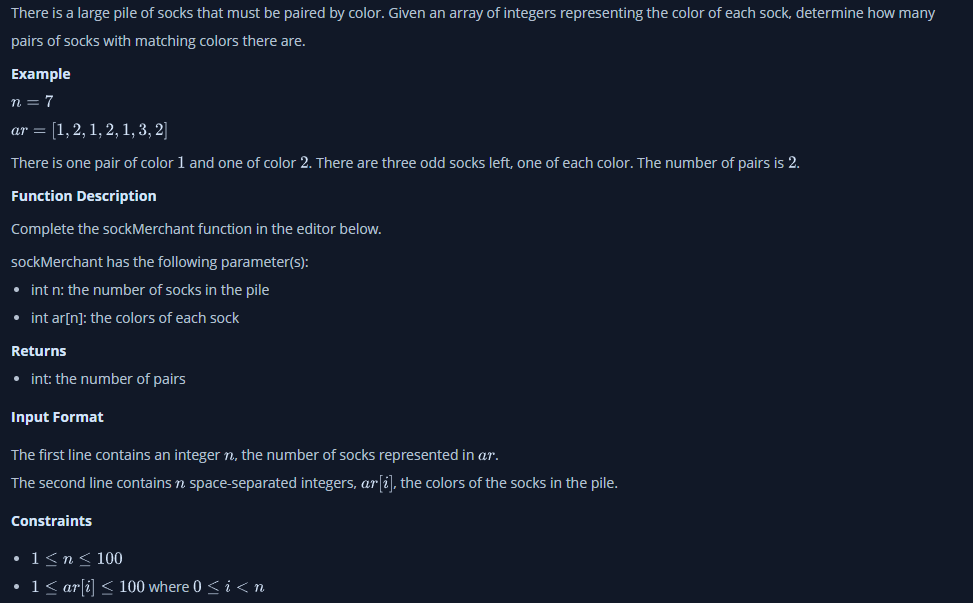 There is a large pile of socks that must be paired by color. Given an array of integers representing the color of each sock, determine how many
pairs of socks with matching colors there are.
Example
n = 7
ar = [1, 2, 1, 2, 1, 3, 2]
There is one pair of color 1 and one of color 2. There are three odd socks left, one of each color. The number of pairs is 2.
Function Description
Complete the sockMerchant function in the editor below.
sockMerchant has the following parameter(s):
• int n: the number of socks in the pile
• int ar[n]: the colors of each sock
Returns
• int: the number of pairs
Input Format
The first line contains an integer n, the number of socks represented in ar.
The second line contains n space-separated integers, ar[i], the colors of the socks in the pile.
Constraints
• 1 ≤ n ≤ 100
• 1 ≤ ar[i] ≤ 100 where 0 ≤ i < n